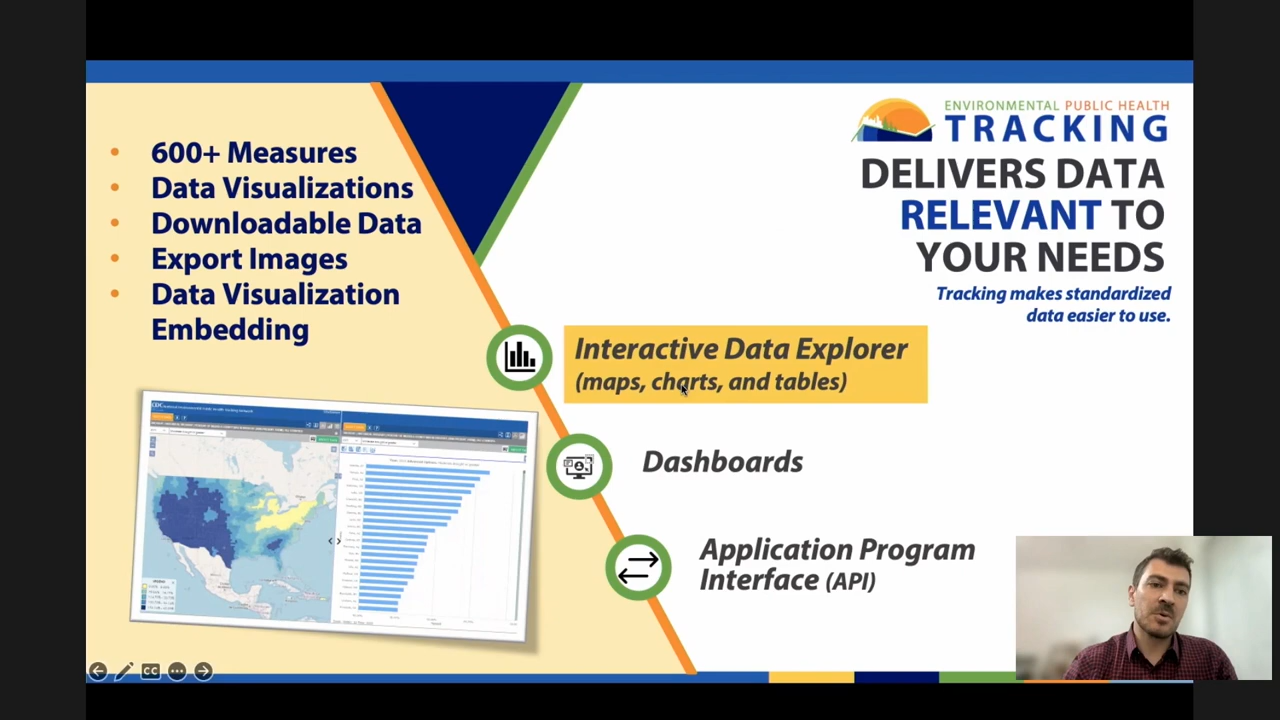 600+ Measures
Data Visualizations
Downloadable Data
Export Images
Data Visualization
Embedding
ENVIRONMENTAL PUBLIC HEALTH
TRACKING
DELIVERS DATA
RELEVANT TO
YOUR NEEDS
Tracking makes standardized
data easier to use.
Interactive Data Explorer
(maps, charts, and tables)
Dashboards
Application Program
Interface (API)
CDC
CC